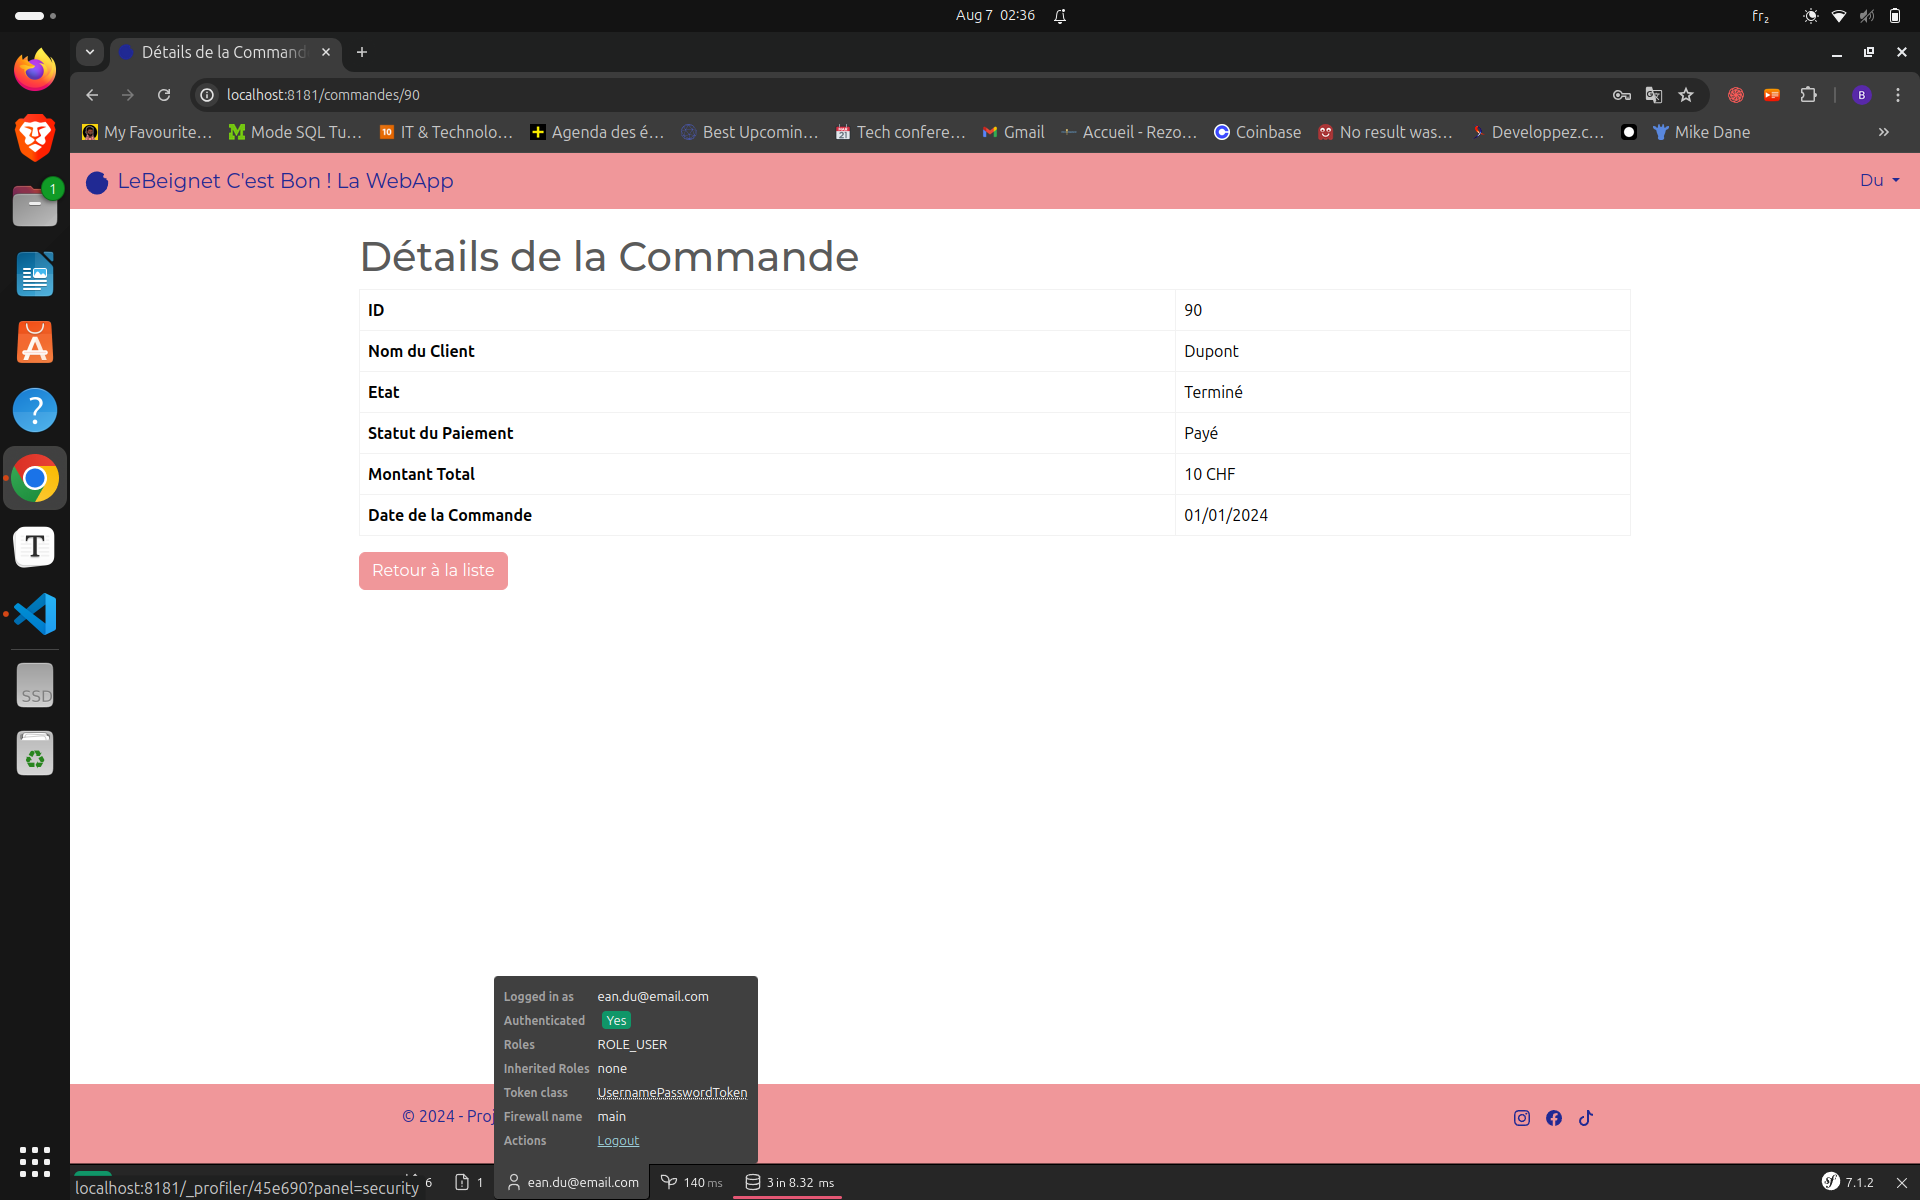 Aug 7 02:36
fr₂
Détails de la Command
localhost:8181/commandes/90
B
My Favourite… Mode SQL Tu… IT & Technolo… Agenda des é… Best Upcomin… Tech confere… Gmail Accueil - Rezo… Coinbase No result was… Developpez.c… Mike Dane
LeBeignet C'est Bon ! La WebApp
Du
Détails de la Commande
ID 90
Nom du Client Dupont
Etat Terminé
Statut du Paiement Payé
Montant Total 10 CHF
Date de la Commande 01/01/2024
Retour à la liste
1
SSD
Logged in as ean.du@email.com
Authenticated Yes
Roles ROLE_USER
Inherited Roles none
Token class UsernamePasswordToken
Firewall name main
Actions Logout
© 2024 - Proj
localhost:8181/_profiler/45e690?panel=security
6 1 ean.du@email.com 140 ms 3 in 8.32 ms
7.1.2